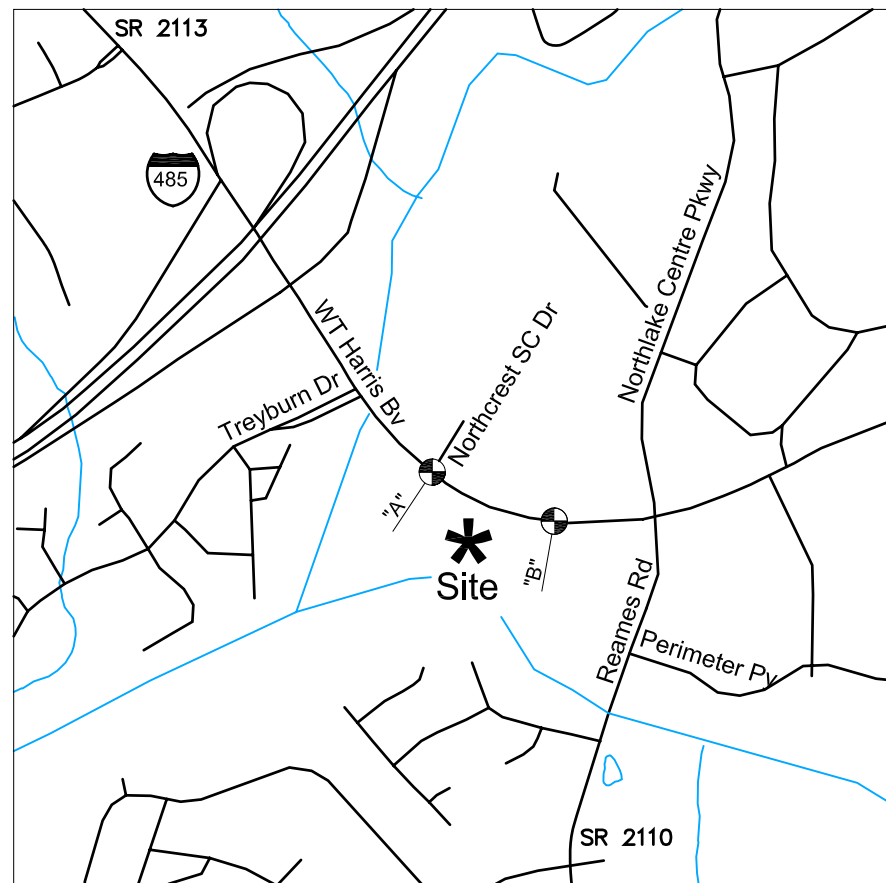 SR 2113
485
Northlake Centre Pkwy
WT Harris Bv
Northcrest SC Dr
Treyburn Dr
"A"
"B"
Site
Reames Rd
Perimeter Py
SR 2110